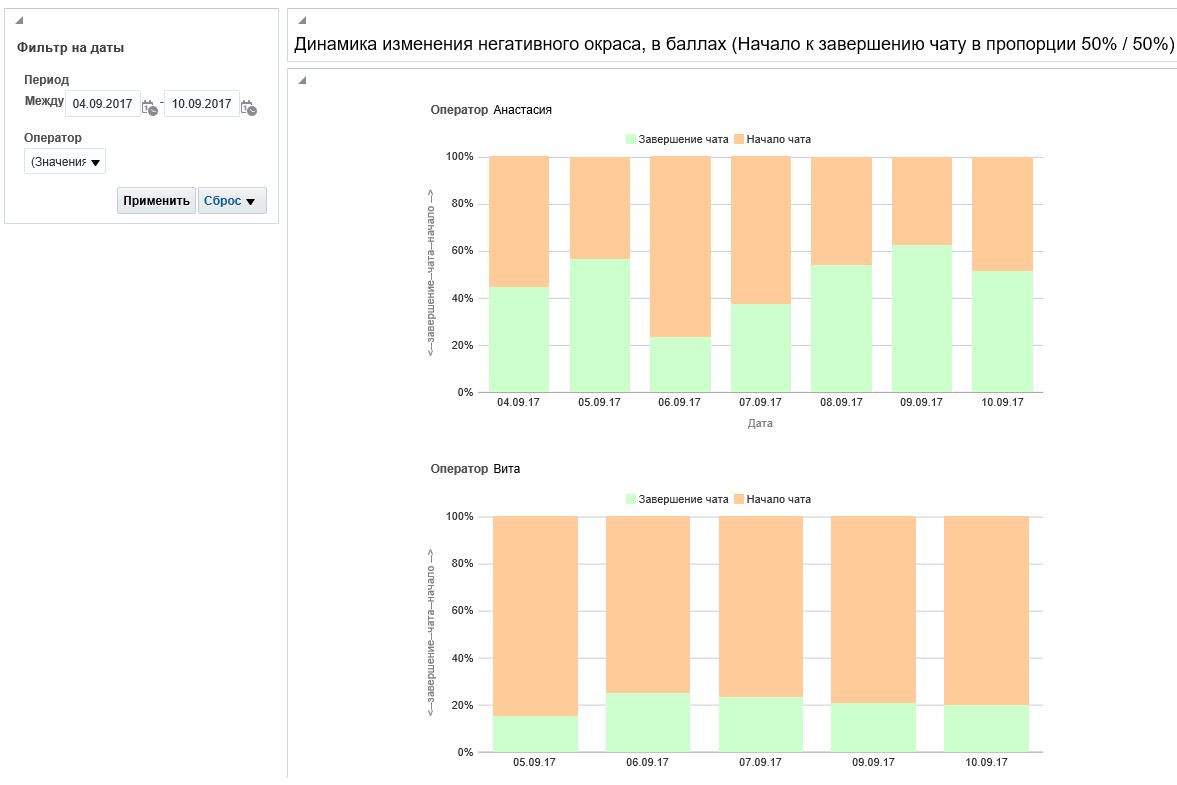 Фильтр на даты
Период
Между 04.09.2017 - 10.09.2017
Оператор
(Значения
Применить Сброс
Динамика изменения негативного окраса, в баллах (Начало к завершению чату в пропорции 50% / 50%)
Оператор Анастасия
Завершение чата Начало чата
<--завершение--чата--начало -->
100%
80%
60%
40%
20%
0%
04.09.17 05.09.17 06.09.17 07.09.17 08.09.17 09.09.17 10.09.17
Дата
Оператор Вита
Завершение чата Начало чата
<--завершение--чата--начало -->
100%
80%
60%
40%
20%
0%
05.09.17 06.09.17 07.09.17 09.09.17 10.09.17